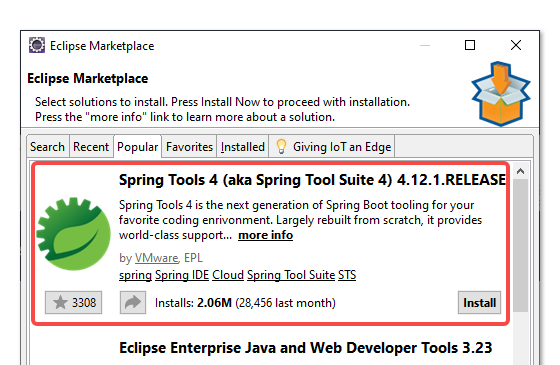 Eclipse Marketplace
Eclipse Marketplace
Select solutions to install. Press Install Now to proceed with installation.
Press the "more info" link to learn more about a solution.
Search Recent Popular Favorites Installed Giving IoT an Edge
Spring Tools 4 (aka Spring Tool Suite 4) 4.12.1.RELEASE
Spring Tools 4 is the next generation of Spring Boot tooling for your
favorite coding enrivonment. Largely rebuilt from scratch, it provides
world-class support... more info
by VMware, EPL
spring Spring IDE Cloud Spring Tool Suite STS
3308 Installs: 2.06M (28,456 last month) Install
Eclipse Enterprise Java and Web Developer Tools 3.23